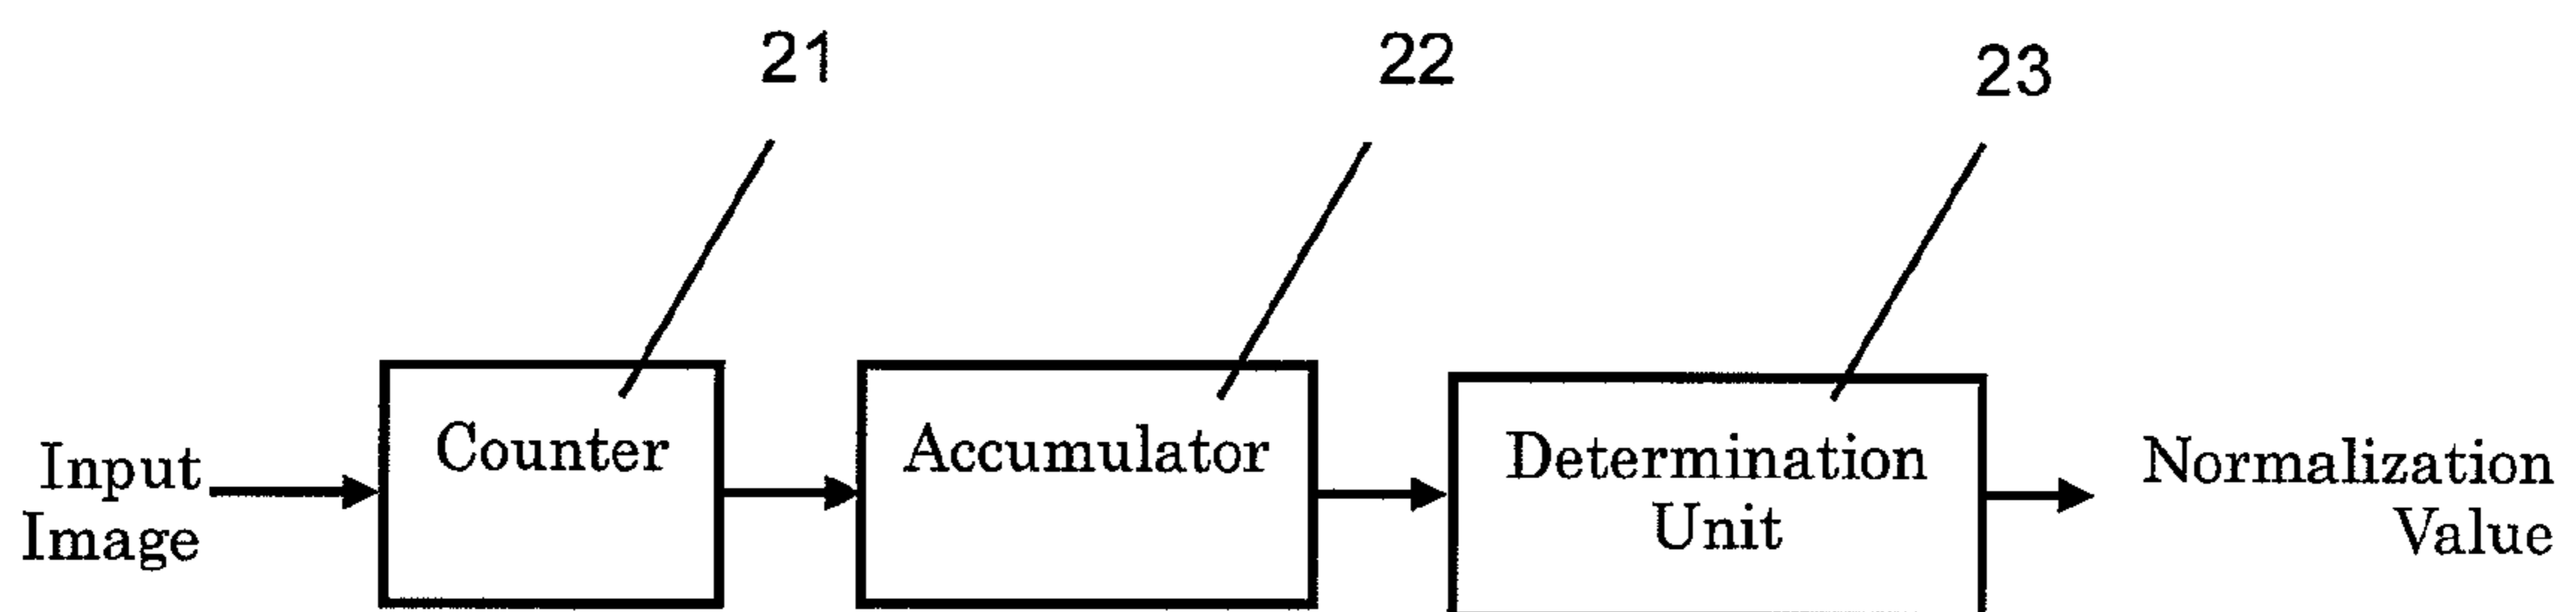 21
22
23
Input
Image
Counter
Accumulator
Determination
Unit
Normalization
Value